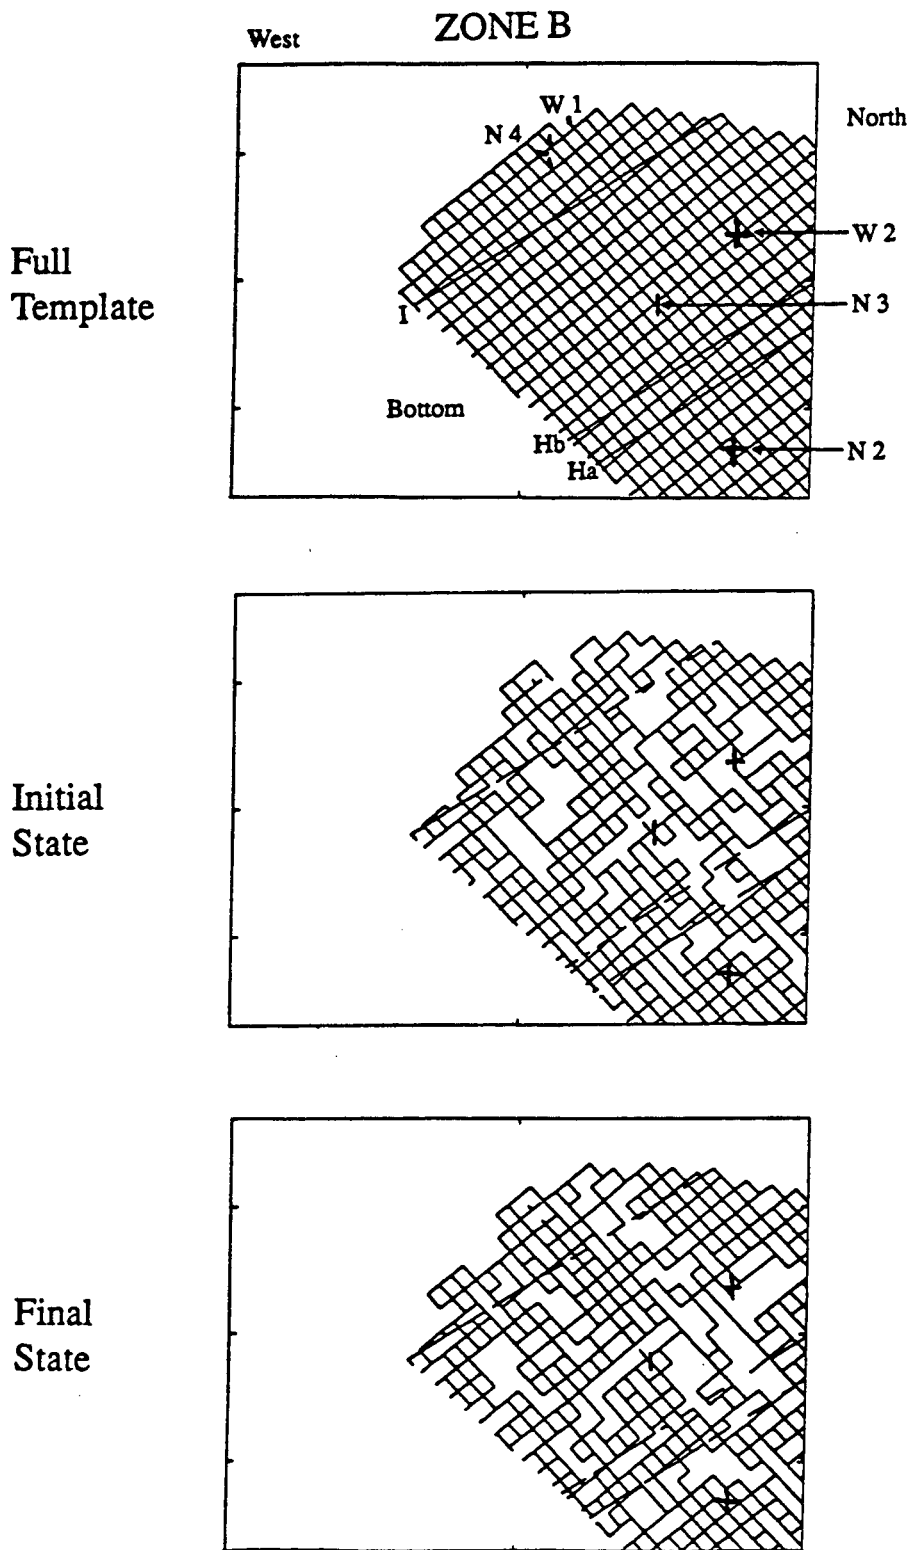 ZONE B
West
North
W 1
N 4
W 2
Full
Template
N 3
I
Bottom
Hb
Ha
N 2
Initial
State
Final
State